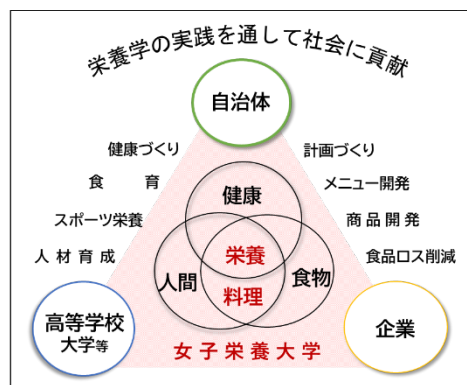 栄養学の実践を通して社会に貢献
自治体
健康づくり
計画づくり
食育
メニュー開発
スポーツ栄養
商品開発
人材育成
食品ロス削減
健康
栄養
人間
食物
料理
高等学校
大学等
企業
女子栄養大学